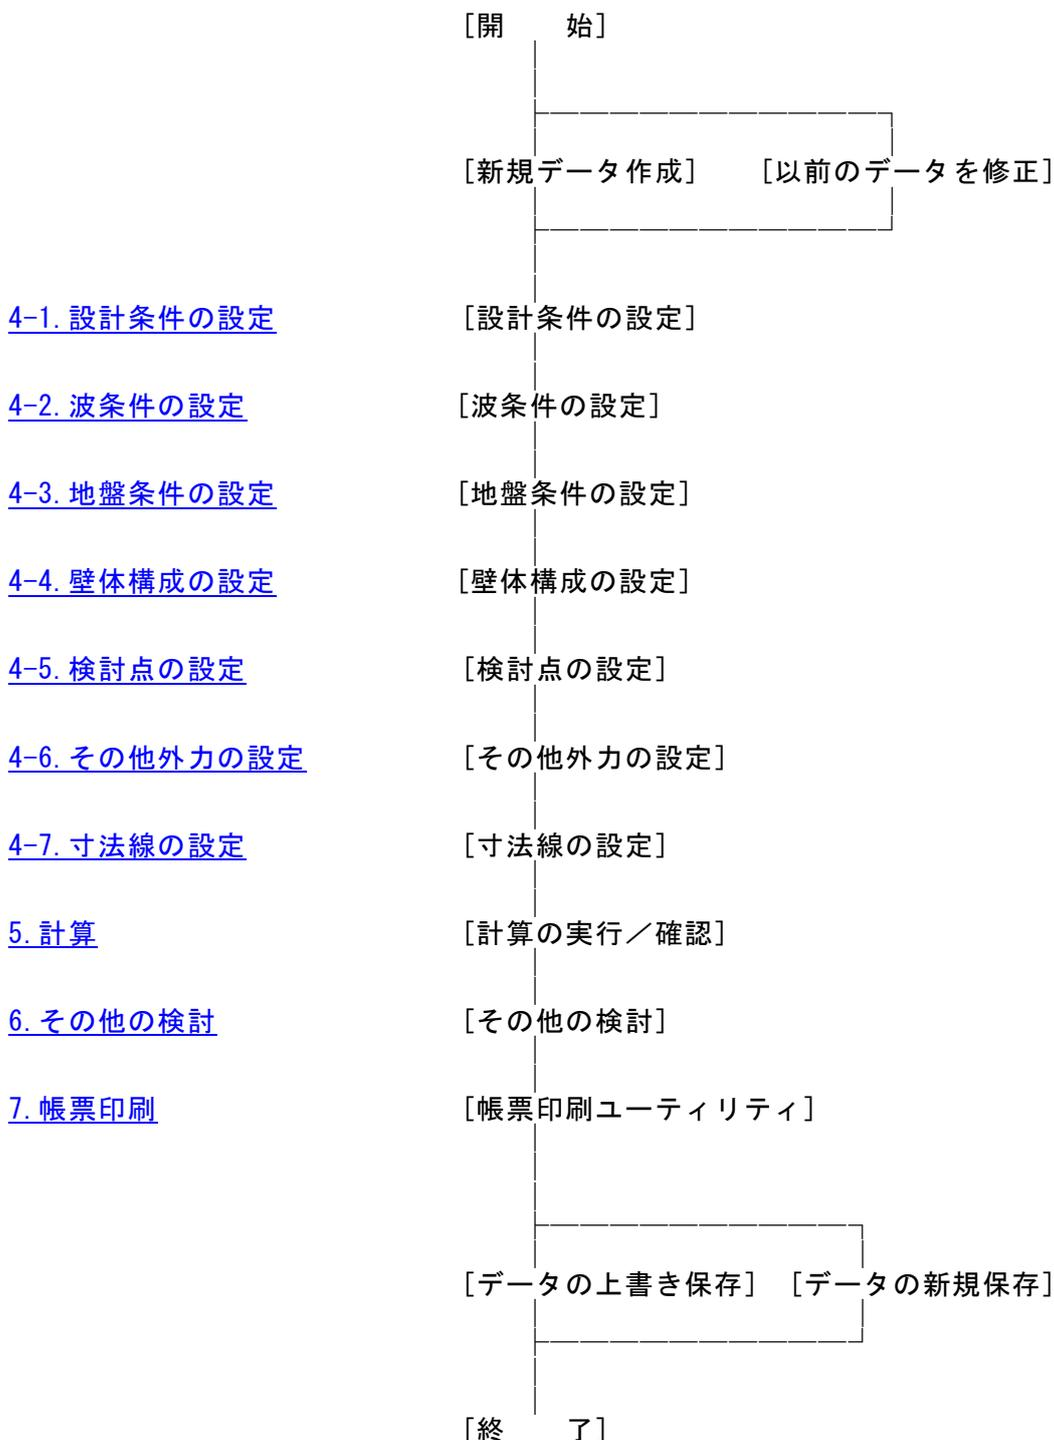 [開　　始]
[新規データ作成]　　[以前のデータを修正]
4-1.設計条件の設定　　[設計条件の設定]
4-2.波条件の設定　　[波条件の設定]
4-3.地盤条件の設定　　[地盤条件の設定]
4-4.壁体構成の設定　　[壁体構成の設定]
4-5.検討点の設定　　[検討点の設定]
4-6.その他外力の設定　　[その他外力の設定]
4-7.寸法線の設定　　[寸法線の設定]
5.計算　　[計算の実行／確認]
6.その他の検討　　[その他の検討]
7.帳票印刷　　[帳票印刷ユーティリティ]
[データの上書き保存]　[データの新規保存]
[終　　了]